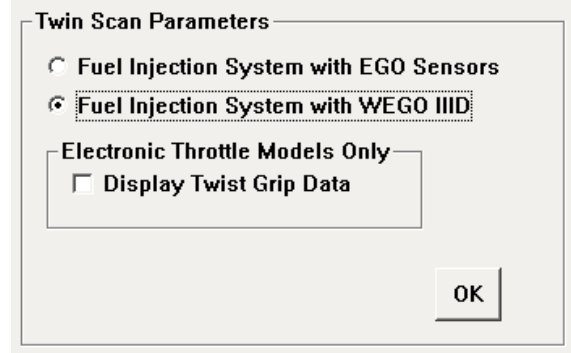 Twin Scan Parameters
Fuel Injection System with EGO Sensors
Fuel Injection System with WEGO IIID
Electronic Throttle Models Only
Display Twist Grip Data
OK